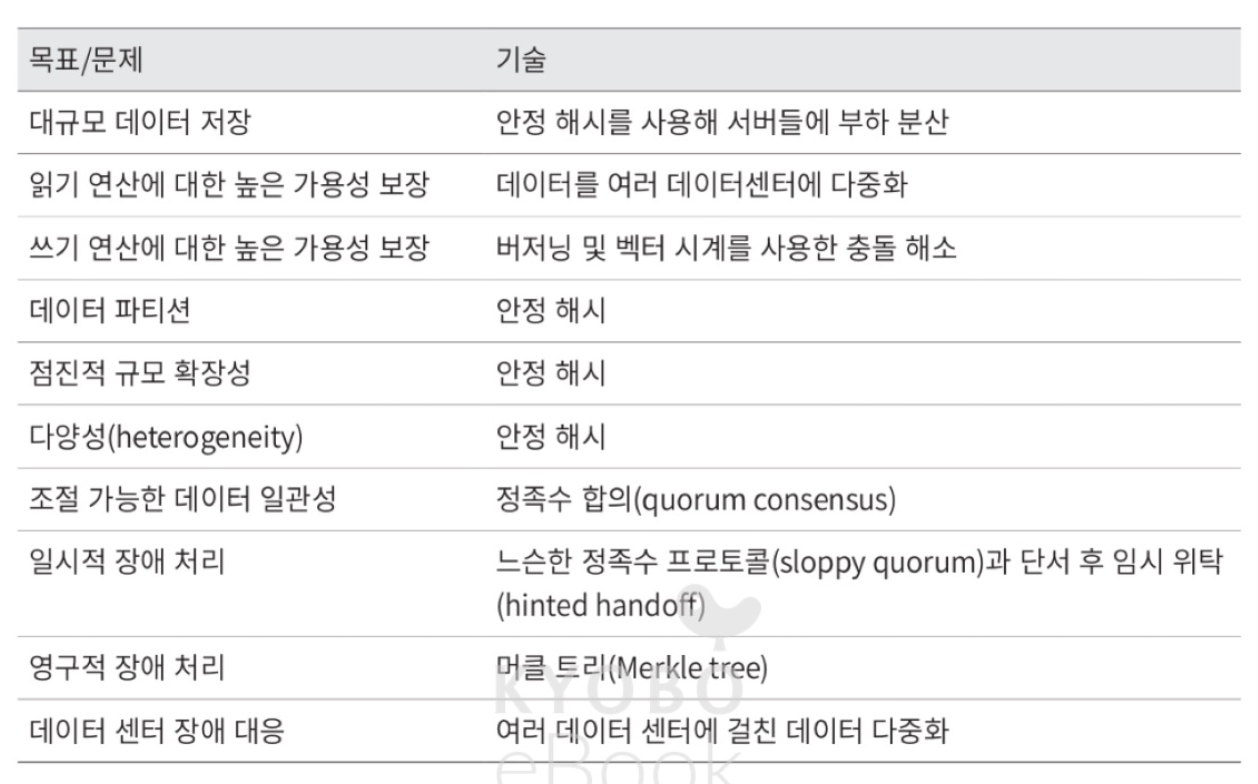 목표/문제 기술
대규모 데이터 저장 안정 해시를 사용해 서버들에 부하 분산
읽기 연산에 대한 높은 가용성 보장 데이터를 여러 데이터센터에 다중화
쓰기 연산에 대한 높은 가용성 보장 버저닝 및 벡터 시계를 사용한 충돌 해소
데이터 파티션 안정 해시
점진적 규모 확장성 안정 해시
다양성(heterogeneity) 안정 해시
조절 가능한 데이터 일관성 정족수 합의(quorum consensus)
일시적 장애 처리 느슨한 정족수 프로토콜(sloppy quorum)과 단서 후 임시 위탁
(hinted handoff)
영구적 장애 처리 머클 트리(Merkle tree)
데이터 센터 장애 대응 여러 데이터 센터에 걸친 데이터 다중화
KYOBO
eBook